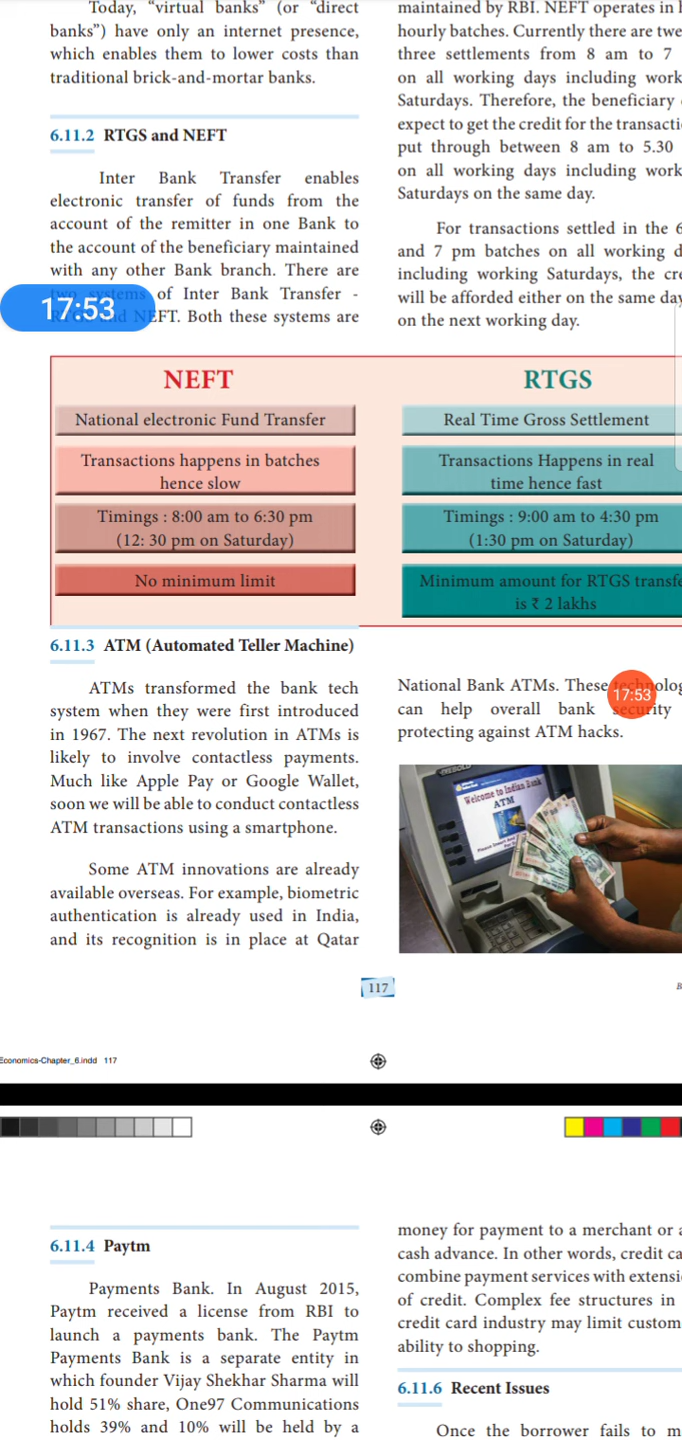 Today, “virtual banks” (or “direct
banks”) have only an internet presence,
which enables them to lower costs than
traditional brick-and-mortar banks.
6.11.2 RTGS and NEFT
Inter Bank Transfer enables
electronic transfer of funds from the
account of the remitter in one Bank to
the account of the beneficiary maintained
with any other Bank branch. There are
two systems of Inter Bank Transfer -
RTGS and NEFT. Both these systems are
17:53
maintained by RBI. NEFT operates in
hourly batches. Currently there are
three settlements from 8 am to 7
on all working days including
Saturdays. Therefore, the beneficiary
expect to get the credit for the
put through between 8 am to 5.30
on all working days including
Saturdays on the same day.
For transactions settled in the 6
and 7 pm batches on all working
including working Saturdays, the
will be afforded either on the same day
on the next working day.
NEFT
National electronic Fund Transfer
Transactions happens in batches
hence slow
Timings : 8:00 am to 6:30 pm
(12: 30 pm on Saturday)
No minimum limit
RTGS
Real Time Gross Settlement
Transactions Happens in real
time hence fast
Timings : 9:00 am to 4:30 pm
(1:30 pm on Saturday)
Minimum amount for RTGS
is ₹ 2 lakhs
6.11.3 ATM (Automated Teller Machine)
ATMs transformed the bank tech
system when they were first introduced
in 1967. The next revolution in ATMs is
likely to involve contactless payments.
Much like Apple Pay or Google Wallet,
soon we will be able to conduct contactless
ATM transactions using a smartphone.
Some ATM innovations are already
available overseas. For example, biometric
authentication is already used in India,
and its recognition is in place at Qatar
National Bank ATMs. These
can help overall bank security
protecting against ATM hacks.
17:53
Welcome to Indian Bank
ATM
117
Economics-Chapter_6.indd 117
6.11.4 Paytm
Payments Bank. In August 2015,
Paytm received a license from RBI to
launch a payments bank. The Paytm
Payments Bank is a separate entity in
which founder Vijay Shekhar Sharma will
hold 51% share, One97 Communications
holds 39% and 10% will be held by a
money for payment to a merchant or
cash advance. In other words, credit
combine payment services with
of credit. Complex fee structures in
credit card industry may limit
ability to shopping.
6.11.6 Recent Issues
Once the borrower fails to